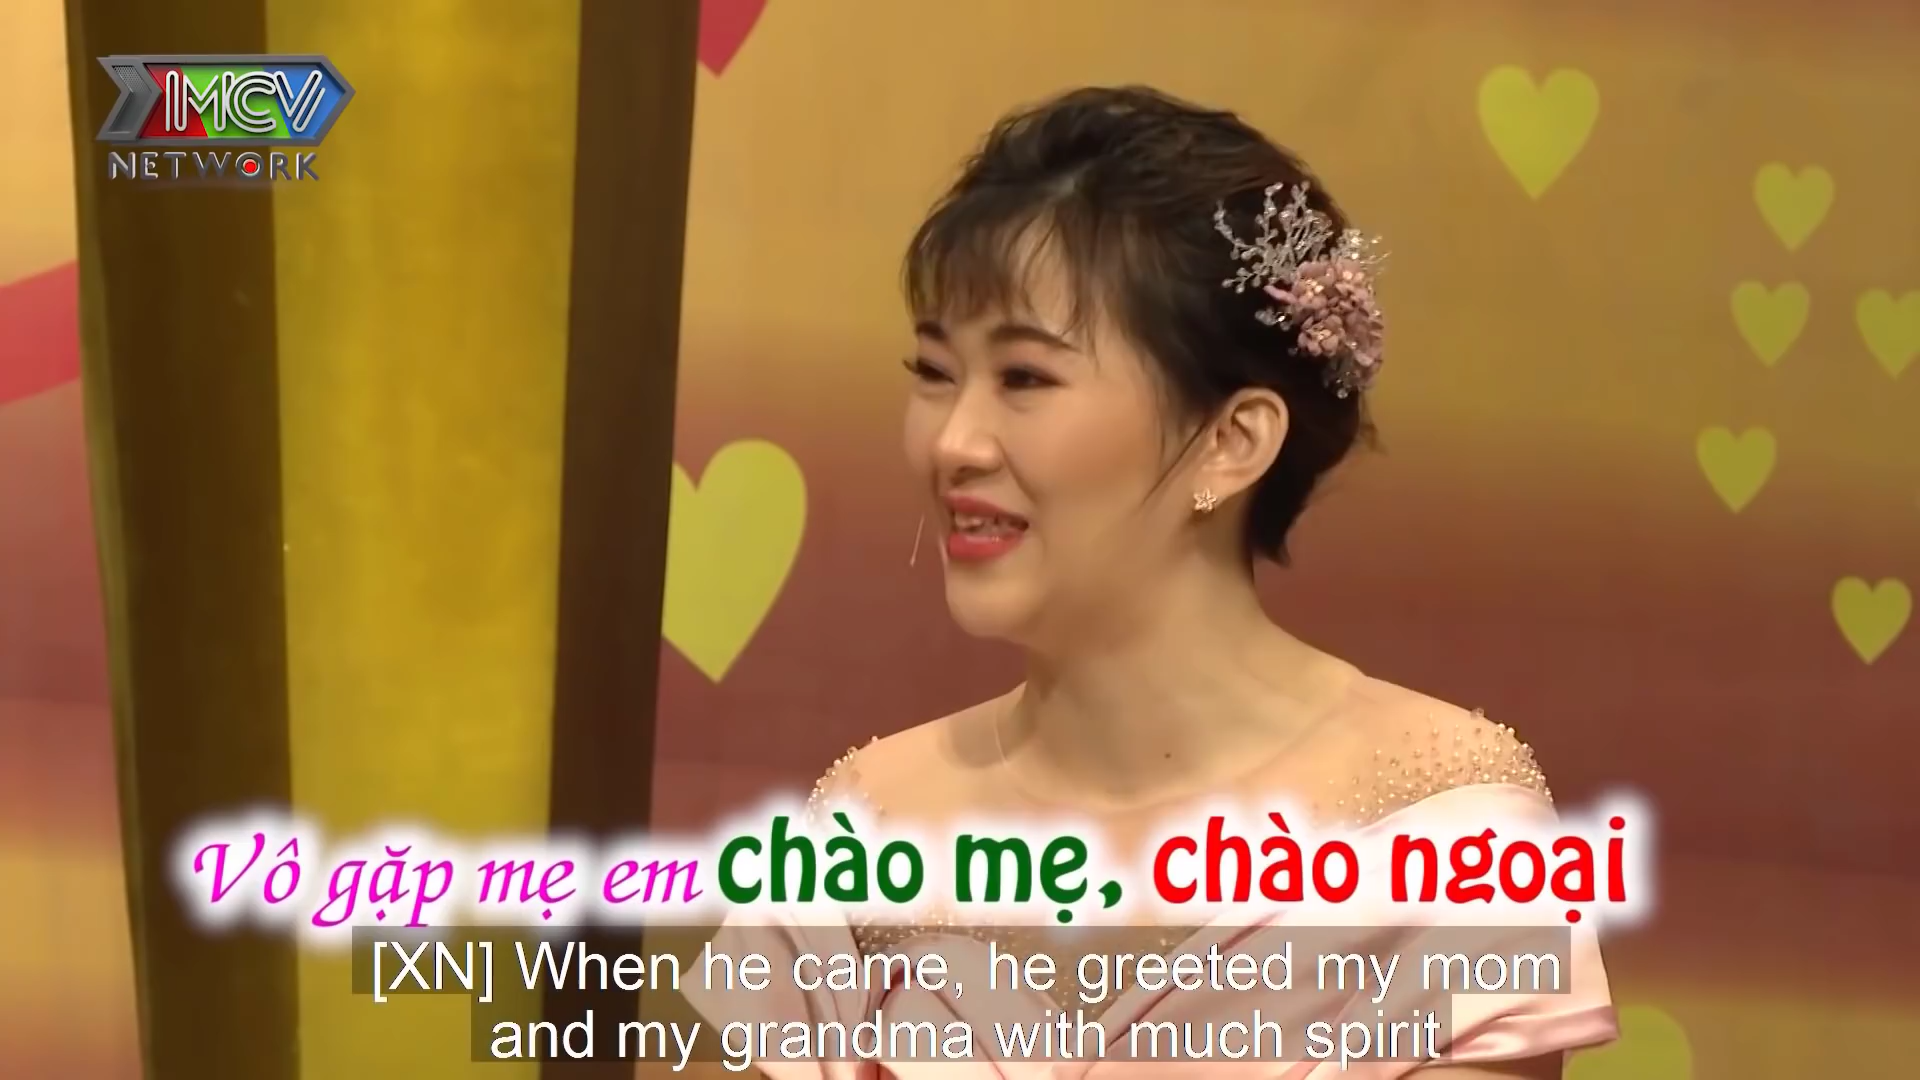 MCV
NETWORK
Vô gặp mẹ em chào mẹ, chào ngoại
[XN] When he came, he greeted my mom
and my grandma with much spirit